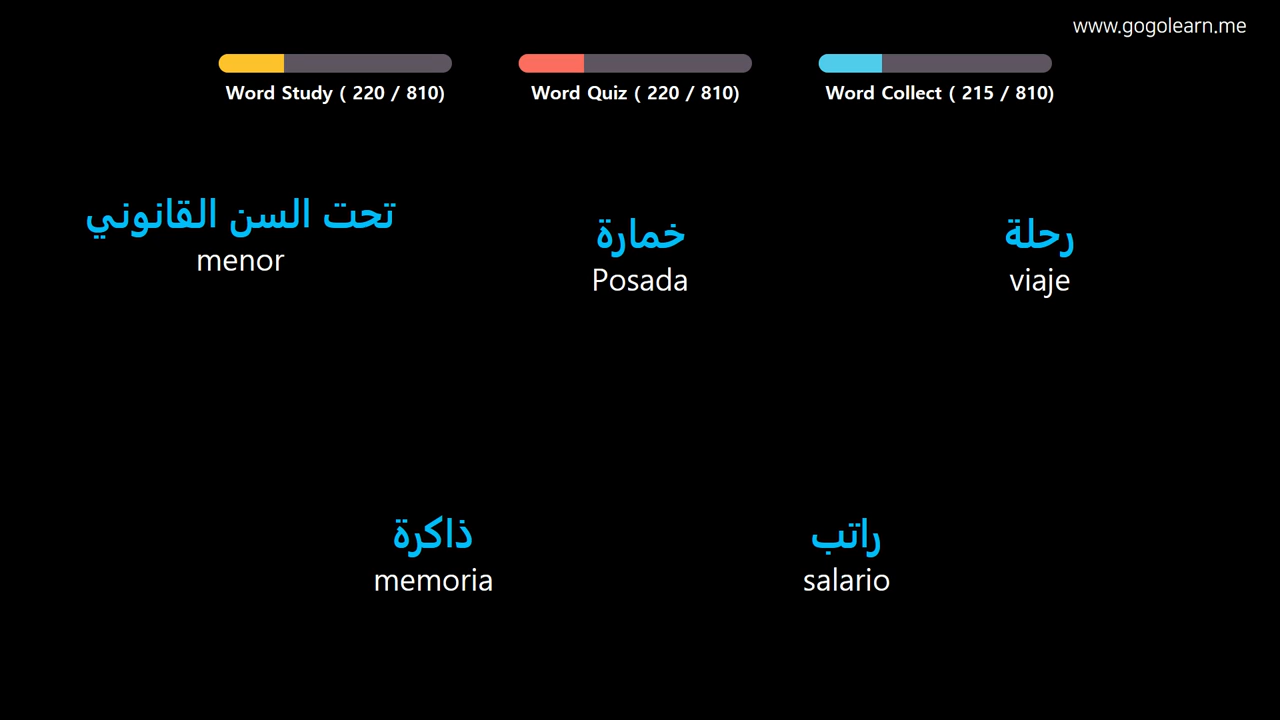 www.gogolearn.me
Word Study ( 220 / 810)
Word Quiz ( 220 / 810)
Word Collect ( 215 / 810)
تحت السن القانوني
menor
خمارة
Posada
رحلة
viaje
ذاكرة
memoria
راتب
salario